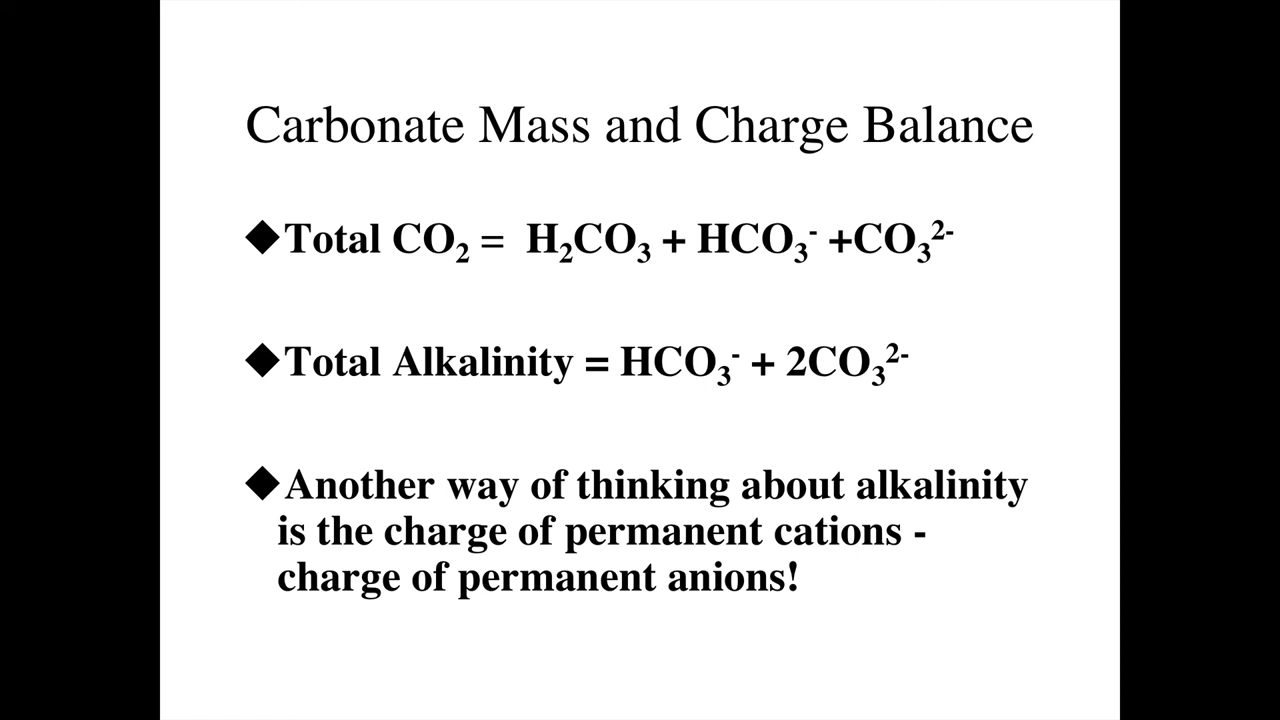 Carbonate Mass and Charge Balance
◆Total CO₂ = H₂CO₃ + HCO₃⁻ +CO₃²⁻
◆Total Alkalinity = HCO₃⁻ + 2CO₃²⁻
◆Another way of thinking about alkalinity
is the charge of permanent cations -
charge of permanent anions!